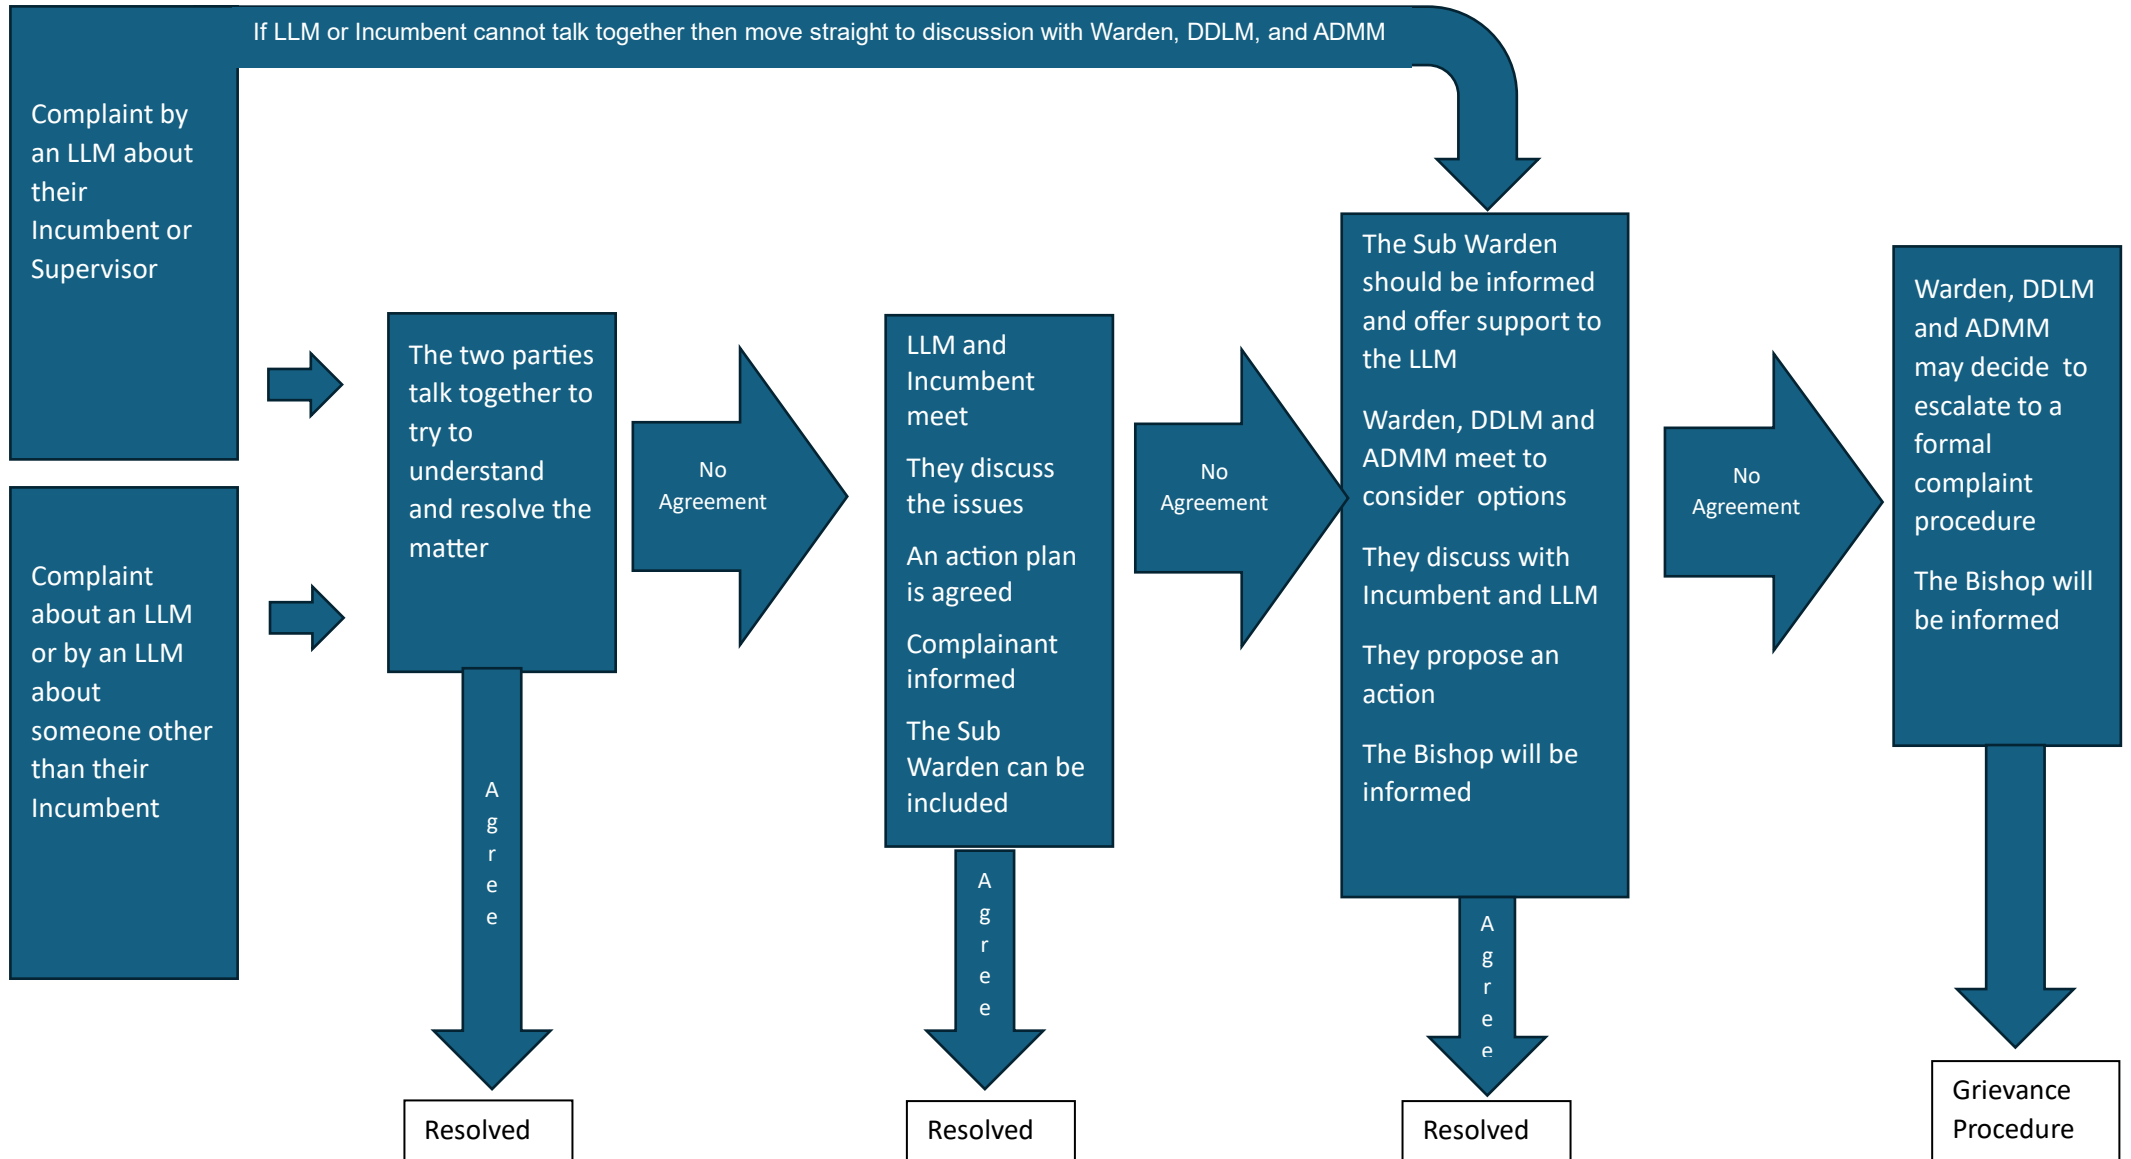 If LLM or Incumbent cannot talk together then move straight to discussion with Warden, DDLM, and ADMM
Complaint by
an LLM about
their
Incumbent or
Supervisor
Complaint
about an LLM
or by an LLM
about
someone other
than their
Incumbent
The two parties
talk together to
try to
understand
and resolve the
matter
No
Agreement
A
g
r
e
e
Resolved
LLM and
Incumbent
meet
They discuss
the issues
An action plan
is agreed
Complainant
informed
The Sub
Warden can be
included
No
Agreement
A
g
r
e
e
Resolved
The Sub Warden
should be informed
and offer support to
the LLM
Warden, DDLM and
ADMM meet to
consider  options
They discuss with
Incumbent and LLM
They propose an
action
The Bishop will be
informed
No
Agreement
A
g
r
e
e
Resolved
Warden, DDLM
and ADMM
may decide  to
escalate to a
formal
complaint
procedure
The Bishop will
be informed
Grievance
Procedure